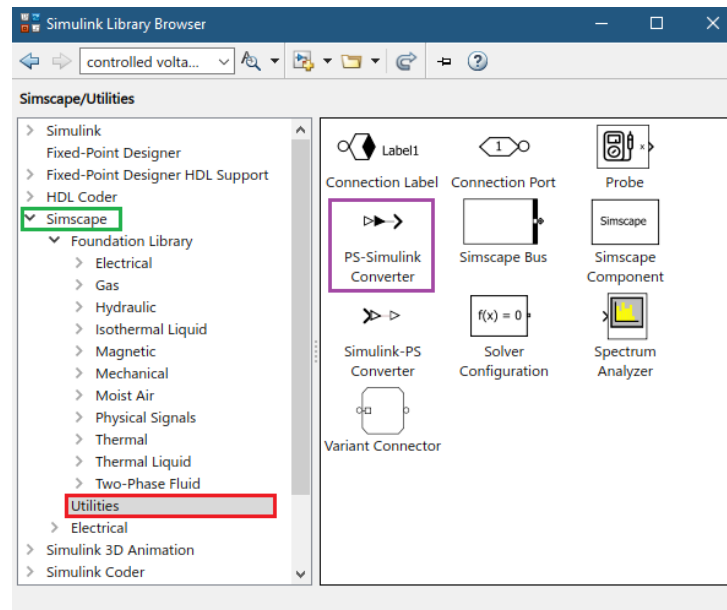 Simulink Library Browser
controlled volta...
Simscape/Utilities
Simulink
Fixed-Point Designer
Fixed-Point Designer HDL Support
HDL Coder
Simscape
Foundation Library
Electrical
Gas
Hydraulic
Isothermal Liquid
Magnetic
Mechanical
Moist Air
Physical Signals
Thermal
Thermal Liquid
Two-Phase Fluid
Utilities
Electrical
Simulink 3D Animation
Simulink Coder
Label1
1
x
Connection Label
Connection Port
Probe
Simscape
PS-Simulink
Converter
Simscape Bus
Simscape
Component
f(x) = 0
Simulink-PS
Converter
Solver
Configuration
Spectrum
Analyzer
Variant Connector